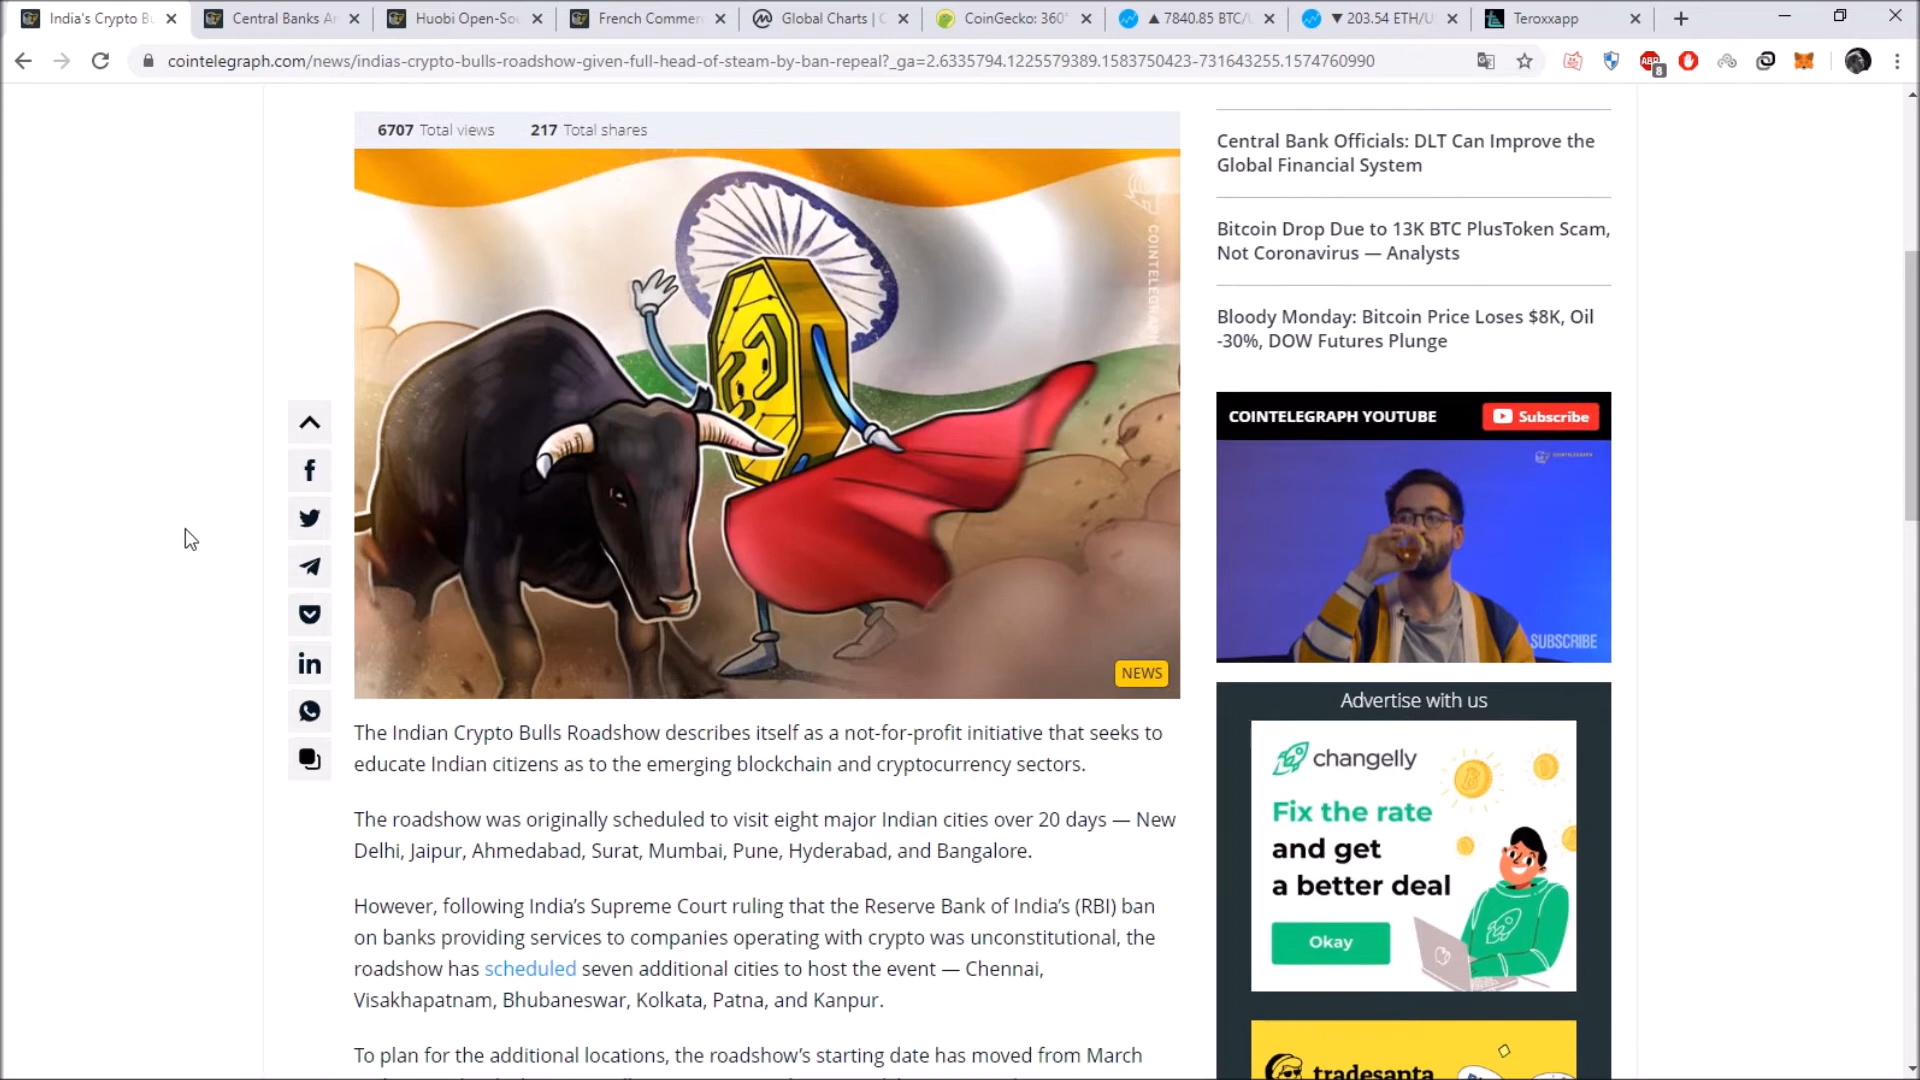 India's Crypto B
Central Banks Ar
Huobi Open-Sou
French Commer
Global Charts | C
CoinGecko: 360°
▲ 7840.85 BTC/
▼ 203.54 ETH/U
Teroxxapp
cointelegraph.com/news/indias-crypto-bulls-roadshow-given-full-head-of-steam-by-ban-repeal?_ga=2.6335794.1225579389.1583750423-731643255.1574760990
ABP
8
6707 Total views 217 Total shares
COINTELEGRAPH
NEWS
The Indian Crypto Bulls Roadshow describes itself as a not-for-profit initiative that seeks to
educate Indian citizens as to the emerging blockchain and cryptocurrency sectors.
The roadshow was originally scheduled to visit eight major Indian cities over 20 days — New
Delhi, Jaipur, Ahmedabad, Surat, Mumbai, Pune, Hyderabad, and Bangalore.
However, following India's Supreme Court ruling that the Reserve Bank of India's (RBI) ban
on banks providing services to companies operating with crypto was unconstitutional, the
roadshow has scheduled seven additional cities to host the event — Chennai,
Visakhapatnam, Bhubaneswar, Kolkata, Patna, and Kanpur.
To plan for the additional locations, the roadshow's starting date has moved from March
Central Bank Officials: DLT Can Improve the
Global Financial System
Bitcoin Drop Due to 13K BTC PlusToken Scam,
Not Coronavirus — Analysts
Bloody Monday: Bitcoin Price Loses $8K, Oil
-30%, DOW Futures Plunge
COINTELEGRAPH YOUTUBE
Subscribe
COINTELEGRAPH
SUBSCRIBE
Advertise with us
changelly
Fix the rate
and get
a better deal
Okay
tradesanta